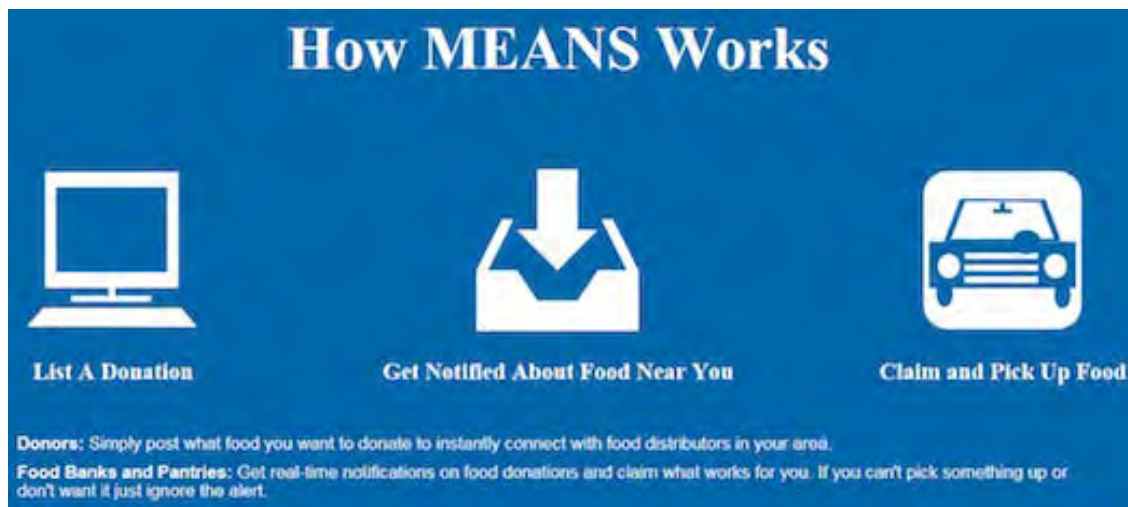 How MEANS Works
List A Donation
Get Notified About Food Near You
Claim and Pick Up Food
Donors: Simply post what food you want to donate to instantly connect with food distributors in your area.
Food Banks and Pantries: Get real-time notifications on food donations and claim what works for you. If you can't pick something up or
don't want it just ignore the alert.